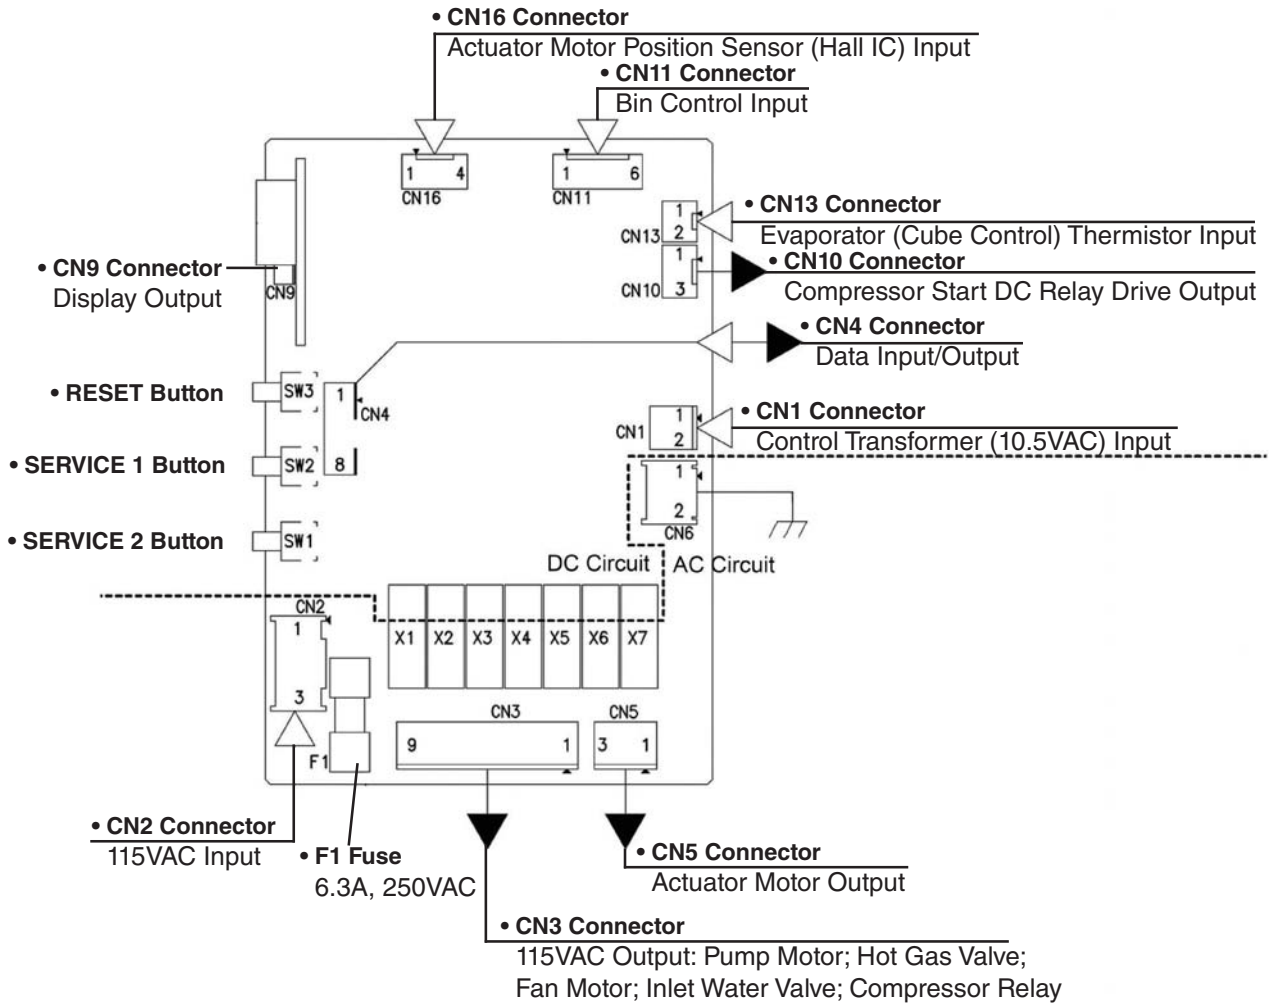 • CN16 Connector
Actuator Motor Position Sensor (Hall IC) Input
• CN11 Connector
Bin Control Input
1 4
CN16
1 6
CN11
• CN13 Connector
Evaporator (Cube Control) Thermistor Input
1
2
CN13
• CN10 Connector
Compressor Start DC Relay Drive Output
1
3
CN10
• CN9 Connector
Display Output
CN9
• CN4 Connector
Data Input/Output
• RESET Button
SW3
1
CN4
8
• CN1 Connector
Control Transformer (10.5VAC) Input
CN1
1
2
• SERVICE 1 Button
SW2
1
2
CN6
• SERVICE 2 Button
SW1
DC Circuit
AC Circuit
CN2
1
3
X1 X2 X3 X4 X5 X6 X7
CN3
9 1
CN5
3 1
F1
• CN2 Connector
115VAC Input
• F1 Fuse
6.3A, 250VAC
• CN5 Connector
Actuator Motor Output
• CN3 Connector
115VAC Output: Pump Motor; Hot Gas Valve;
Fan Motor; Inlet Water Valve; Compressor Relay